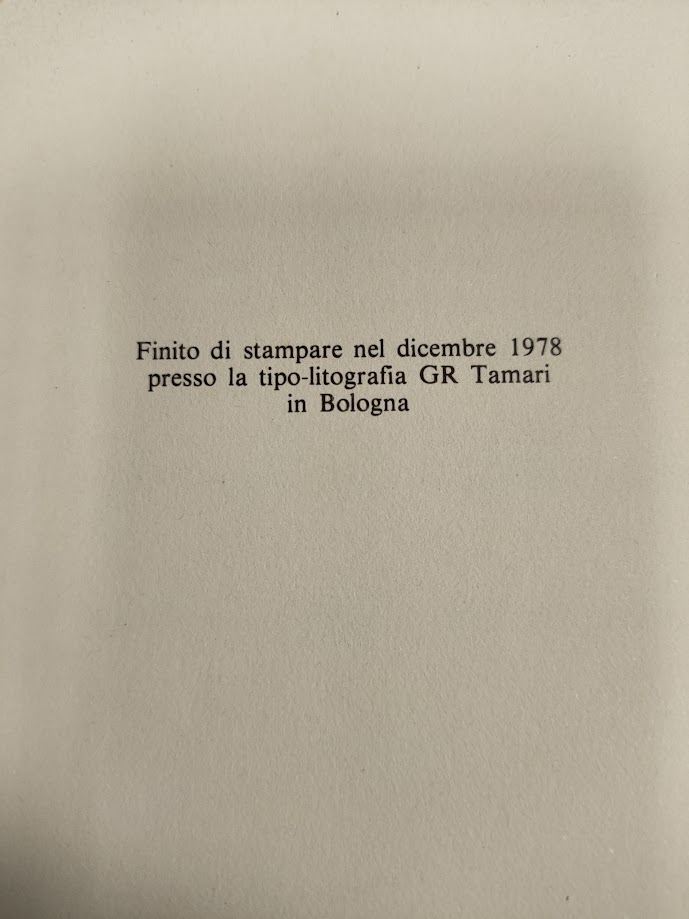 Finito di stampare nel dicembre 1978
presso la tipo-litografia GR Tamari
in Bologna